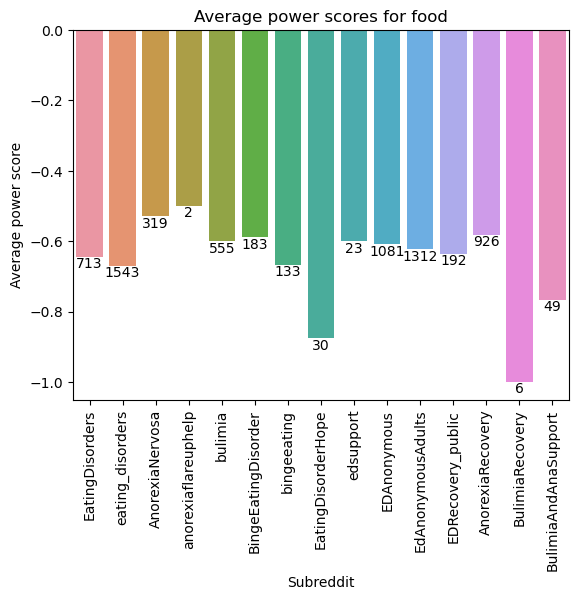 Average power scores for food
Average power score
0.0
−0.2
−0.4
−0.6
−0.8
−1.0
713
1543
319
2
555
183
133
30
23
1081
1312
192
926
6
49
EatingDisorders
eating_disorders
AnorexiaNervosa
anorexiaflareuphelp
bulimia
BingeEatingDisorder
bingeeating
EatingDisorderHope
edsupport
EDAnonymous
EdAnonymousAdults
EDRecovery_public
AnorexiaRecovery
BulimiaRecovery
BulimiaAndAnaSupport
Subreddit